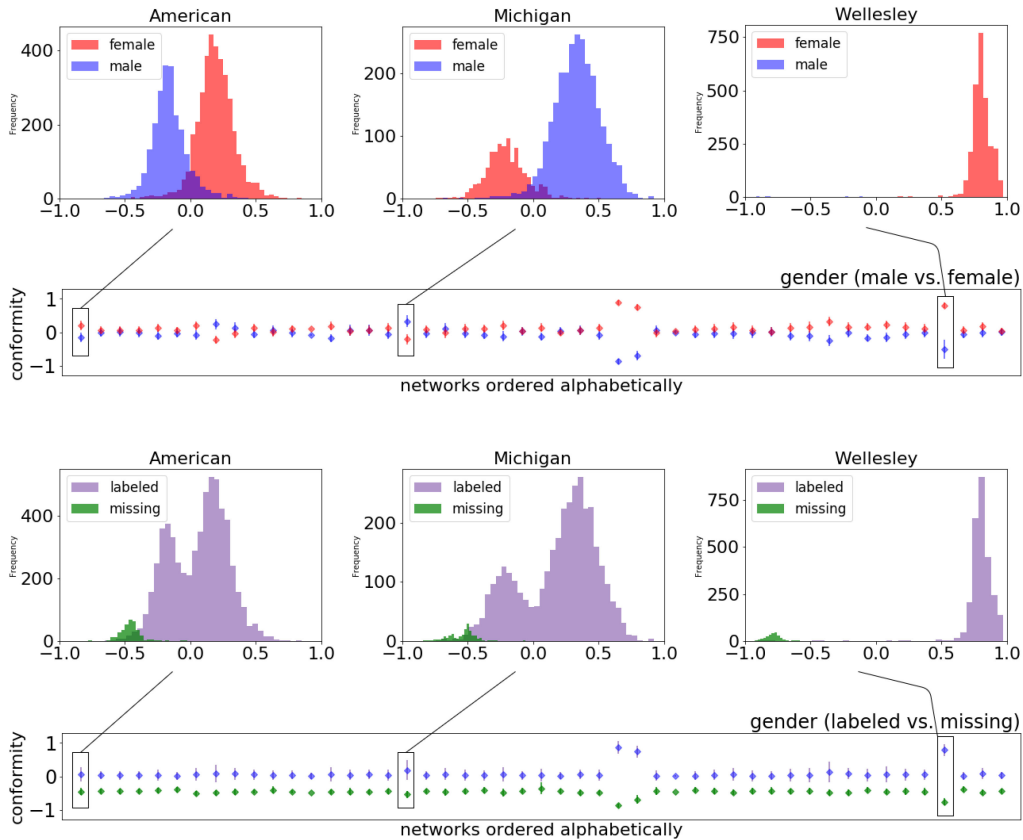 American
Michigan
Wellesley
female
male
female
male
female
male
Frequency
Frequency
Frequency
400
200
0
200
100
0
750
500
250
0
−1.0 −0.5 0.0 0.5 1.0
−1.0 −0.5 0.0 0.5 1.0
−1.0 −0.5 0.0 0.5 1.0
gender (male vs. female)
conformity
1
0
−1
networks ordered alphabetically
American
Michigan
Wellesley
labeled
missing
labeled
missing
labeled
missing
Frequency
Frequency
Frequency
400
200
0
200
100
0
750
500
250
0
−1.0 −0.5 0.0 0.5 1.0
−1.0 −0.5 0.0 0.5 1.0
−1.0 −0.5 0.0 0.5 1.0
gender (labeled vs. missing)
conformity
1
0
−1
networks ordered alphabetically